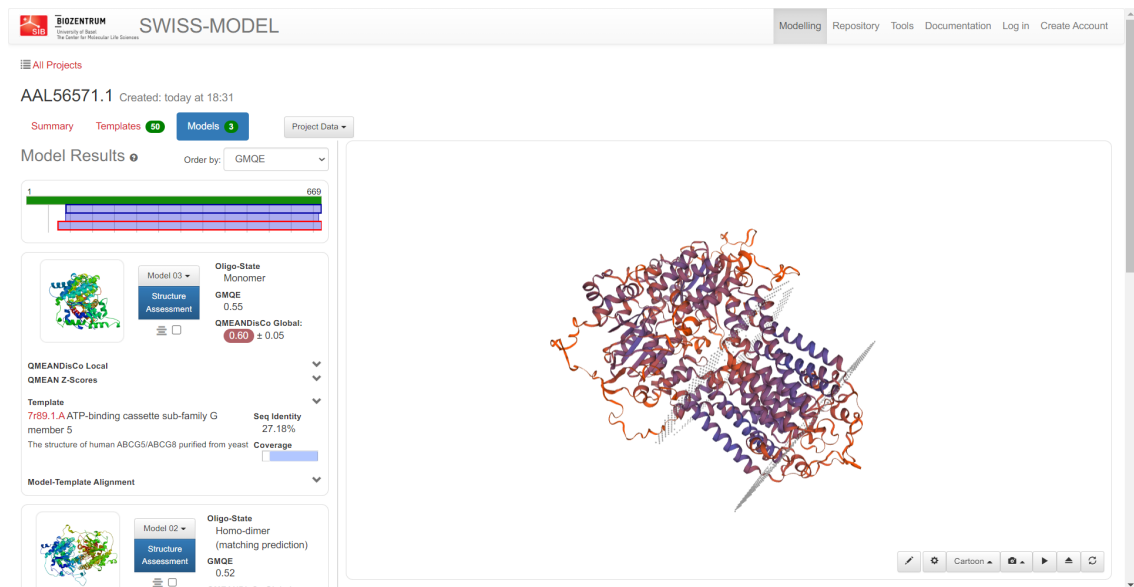 SIB
BIOZENTRUM
University of Basel
The Center for Molecular Life Sciences
SWISS-MODEL
Modelling Repository Tools Documentation Log in Create Account
All Projects
AAL56571.1 Created: today at 18:31
Summary Templates 50 Models 3 Project Data
Model Results
Order by: GMQE
1 669
Model 03
Structure
Assessment
Oligo-State
Monomer
GMQE
0.55
QMEANDisCo Global:
0.60 ± 0.05
QMEANDisCo Local
QMEAN Z-Scores
Template
7r89.1.A ATP-binding cassette sub-family G
member 5
Seq Identity
27.18%
The structure of human ABCG5/ABCG8 purified from yeast
Coverage
Model-Template Alignment
Model 02
Structure
Assessment
Oligo-State
Homo-dimer
(matching prediction)
GMQE
0.52
Cartoon